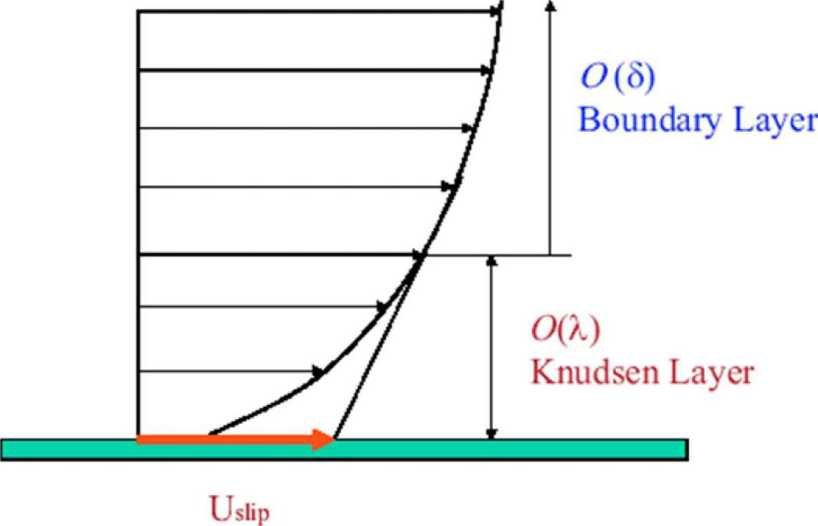 O(δ)
Boundary Layer
O(λ)
Knudsen Layer
Uslip